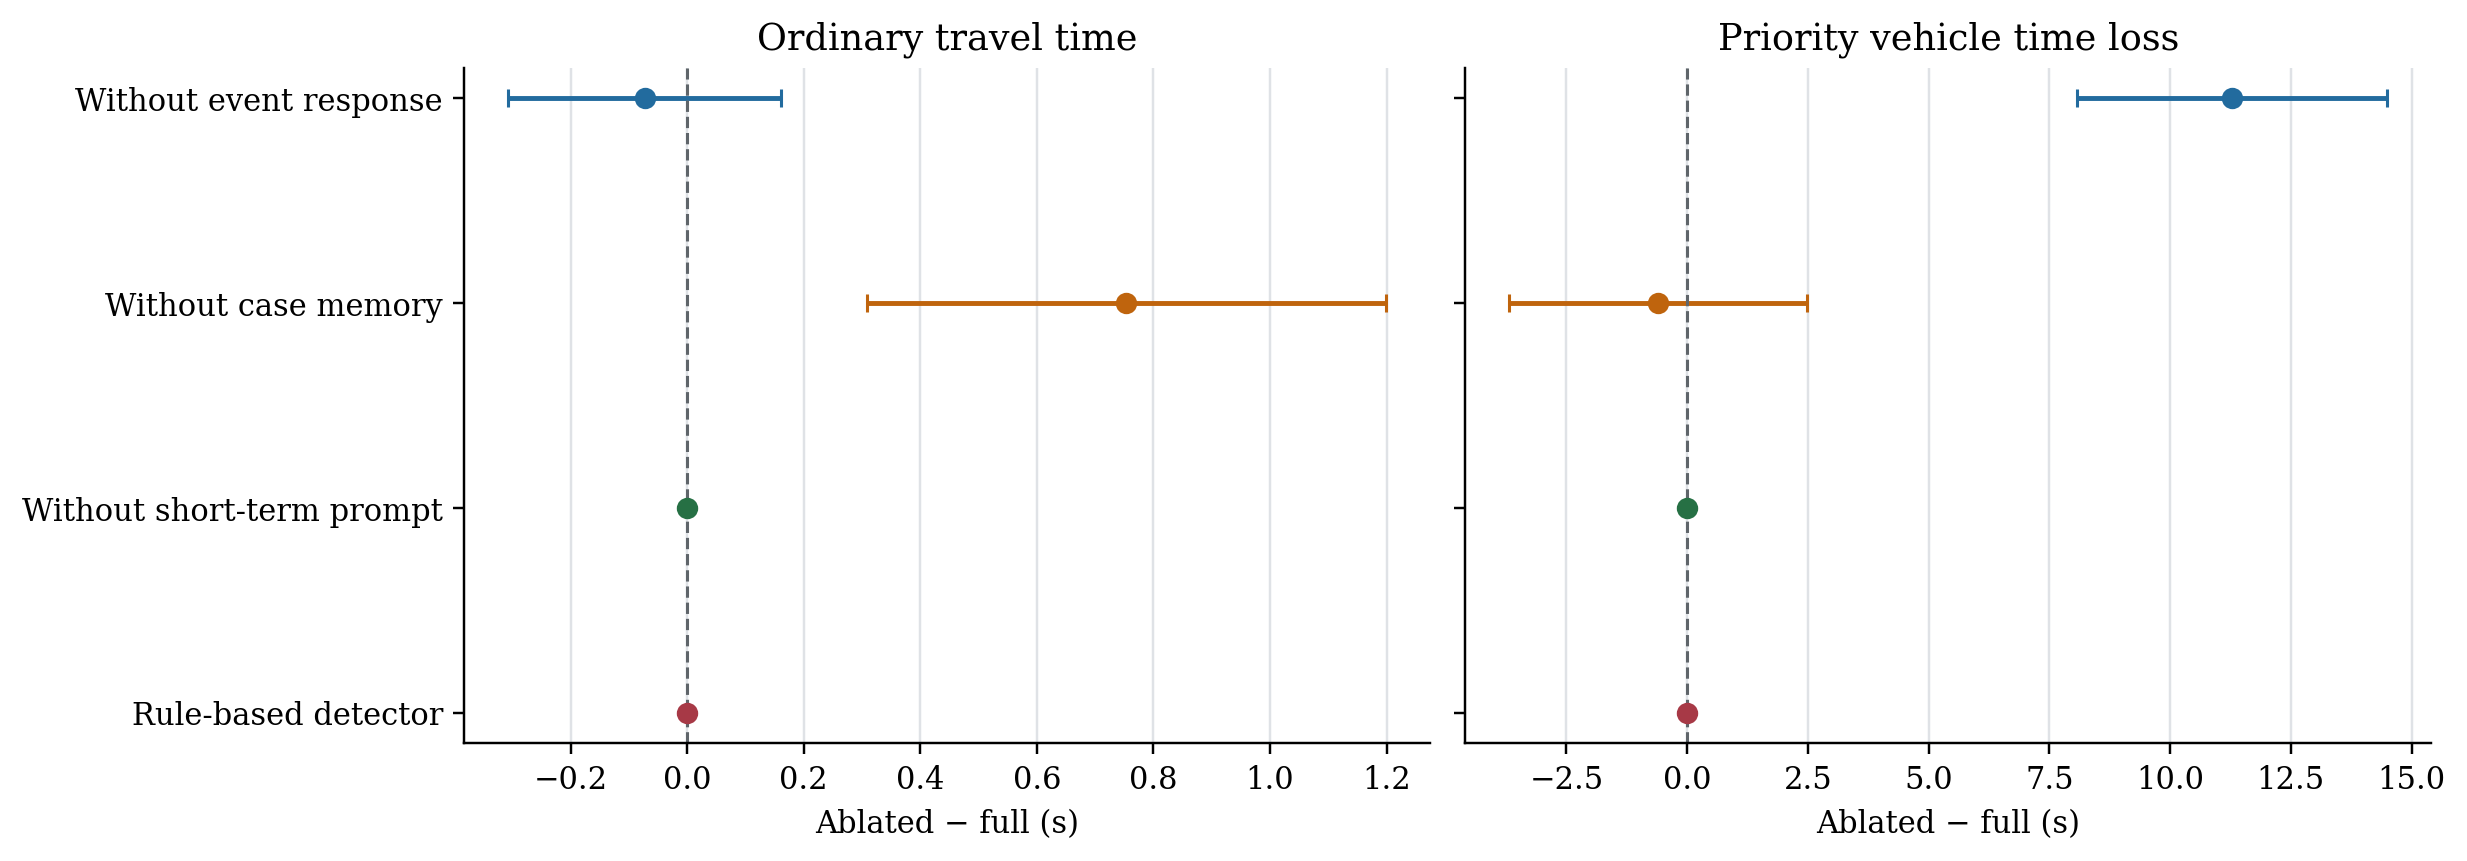 Ordinary travel time
Priority vehicle time loss
Without event response
Without case memory
Without short-term prompt
Rule-based detector
−0.2 0.0 0.2 0.4 0.6 0.8 1.0 1.2
−2.5 0.0 2.5 5.0 7.5 10.0 12.5 15.0
Ablated − full (s)
Ablated − full (s)